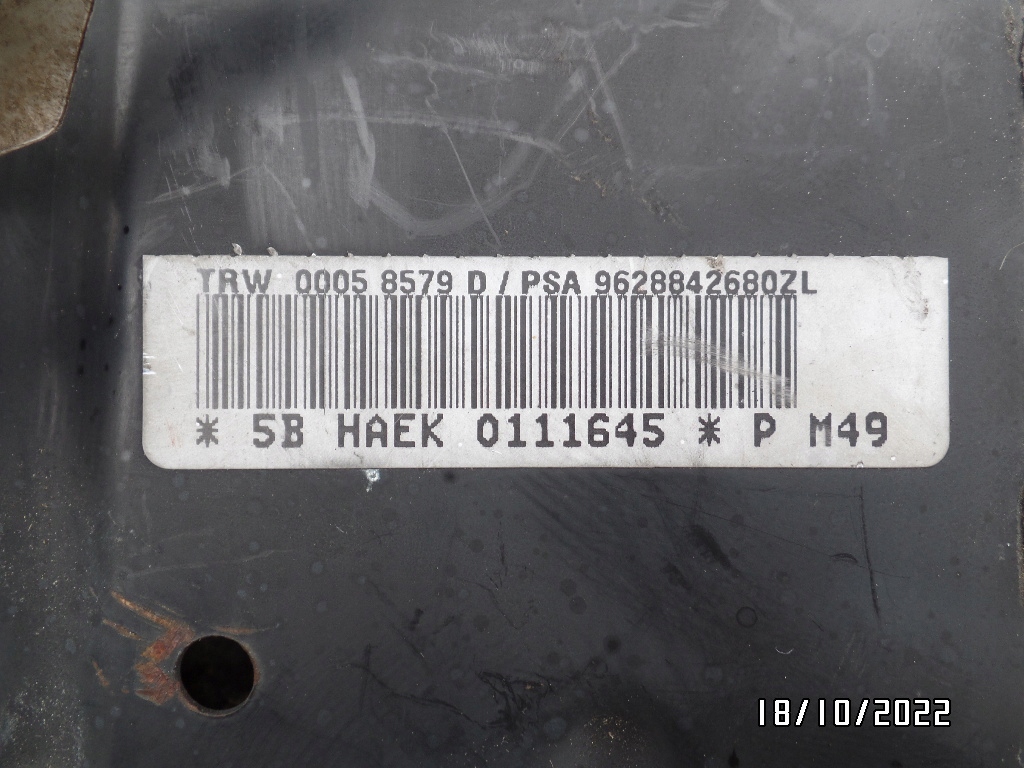 TRW 0005 8579 D / PSA 9628842680ZL
* 5B HAEK 0111645 * P M49
18/10/2022